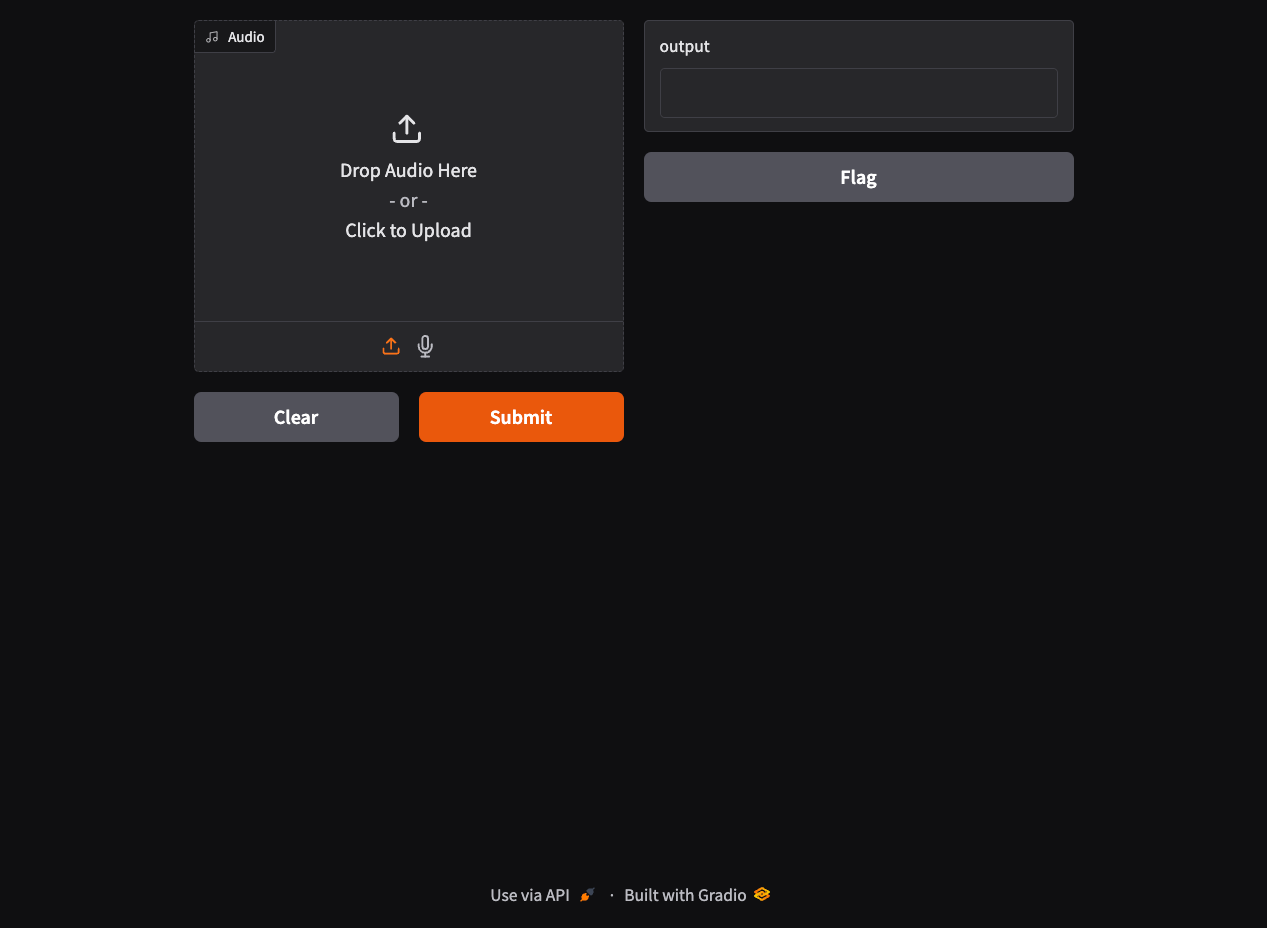 Audio
Drop Audio Here
- or -
Click to Upload
Clear
Submit
output
Flag
Use via API · Built with Gradio